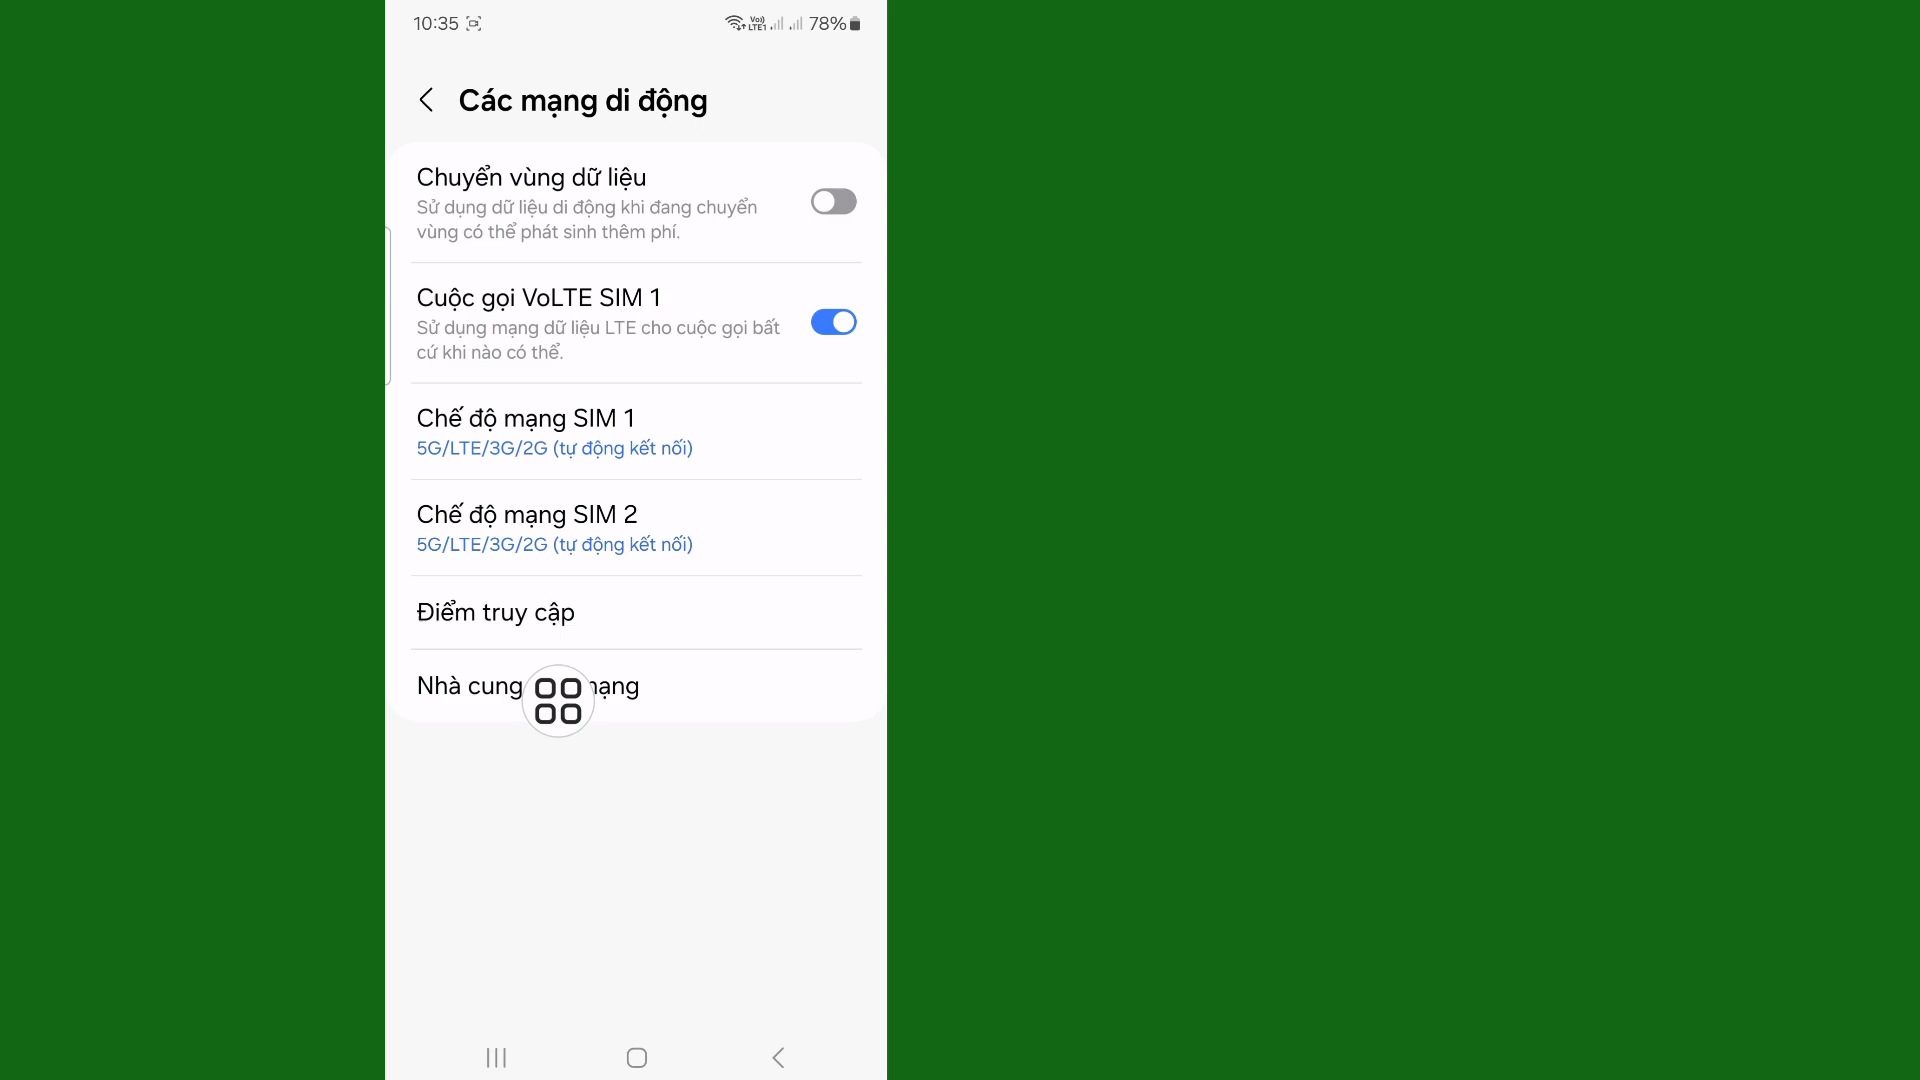 10:35 Vo)) LTE1 78%
Các mạng di động
Chuyển vùng dữ liệu
Sử dụng dữ liệu di động khi đang chuyển
vùng có thể phát sinh thêm phí.
Cuộc gọi VoLTE SIM 1
Sử dụng mạng dữ liệu LTE cho cuộc gọi bất
cứ khi nào có thể.
Chế độ mạng SIM 1
5G/LTE/3G/2G (tự động kết nối)
Chế độ mạng SIM 2
5G/LTE/3G/2G (tự động kết nối)
Điểm truy cập
Nhà cung mạng